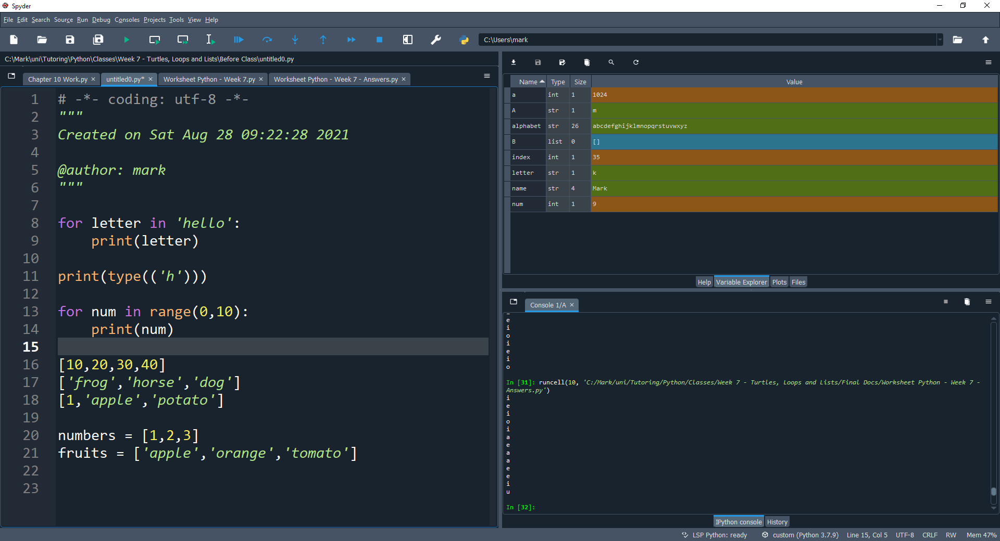 Spyder
File Edit Search Source Run Debug Consoles Projects Tools View Help
C:\Users\mark
C:\Mark\uni\Tutoring\Python\Classes\Week 7 - Turtles, Loops and Lists\Before Class\untitled0.py
Chapter 10 Work.py untitled0.py* Worksheet Python - Week 7.py Worksheet Python - Week 7 - Answers.py
1 # -*- coding: utf-8 -*-
2 """
3 Created on Sat Aug 28 09:22:28 2021
4
5 @author: mark
6 """
7
8 for letter in 'hello':
9     print(letter)
10
11 print(type(('h')))
12
13 for num in range(0,10):
14     print(num)
15
16 [10,20,30,40]
17 ['frog','horse','dog']
18 [1,'apple','potato']
19
20 numbers = [1,2,3]
21 fruits = ['apple','orange','tomato']
22
23
Name Type Size Value
a int 1 1024
A str 1 m
alphabet str 26 abcdefghijklmnopqrstuvwxyz
B list 0 []
index int 1 35
letter str 1 k
name str 4 Mark
num int 1 9
Help Variable Explorer Plots Files
Console 1/A
e
i
o
i
e
i
o
In [31]: runcell(10, 'C:/Mark/uni/Tutoring/Python/Classes/Week 7 - Turtles, Loops and Lists/Final Docs/Worksheet Python - Week 7 -
Answers.py')
i
e
i
o
i
a
e
a
a
e
e
i
u
In [32]:
IPython console History
LSP Python: ready custom (Python 3.7.9) Line 15, Col 5 UTF-8 CRLF RW Mem 47%